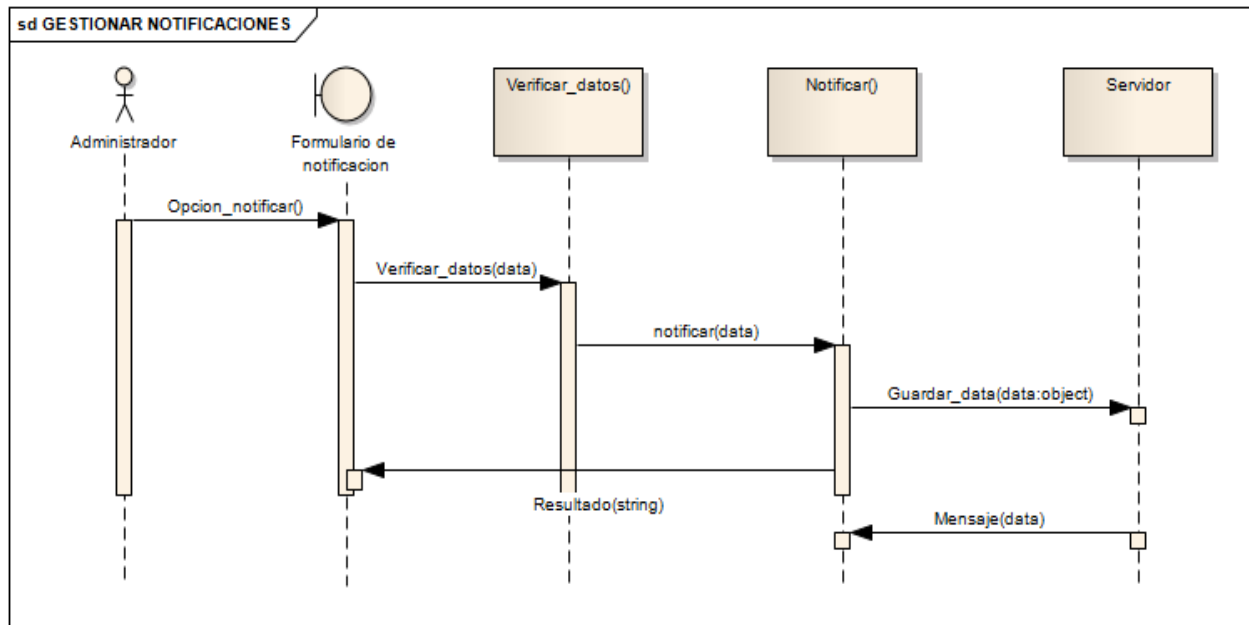 sd GESTIONAR NOTIFICACIONES
Administrador
Formulario de
notificacion
Verificar_datos()
Notificar()
Servidor
Opcion_notificar()
Verificar_datos(data)
notificar(data)
Guardar_data(data:object)
Resultado(string)
Mensaje(data)